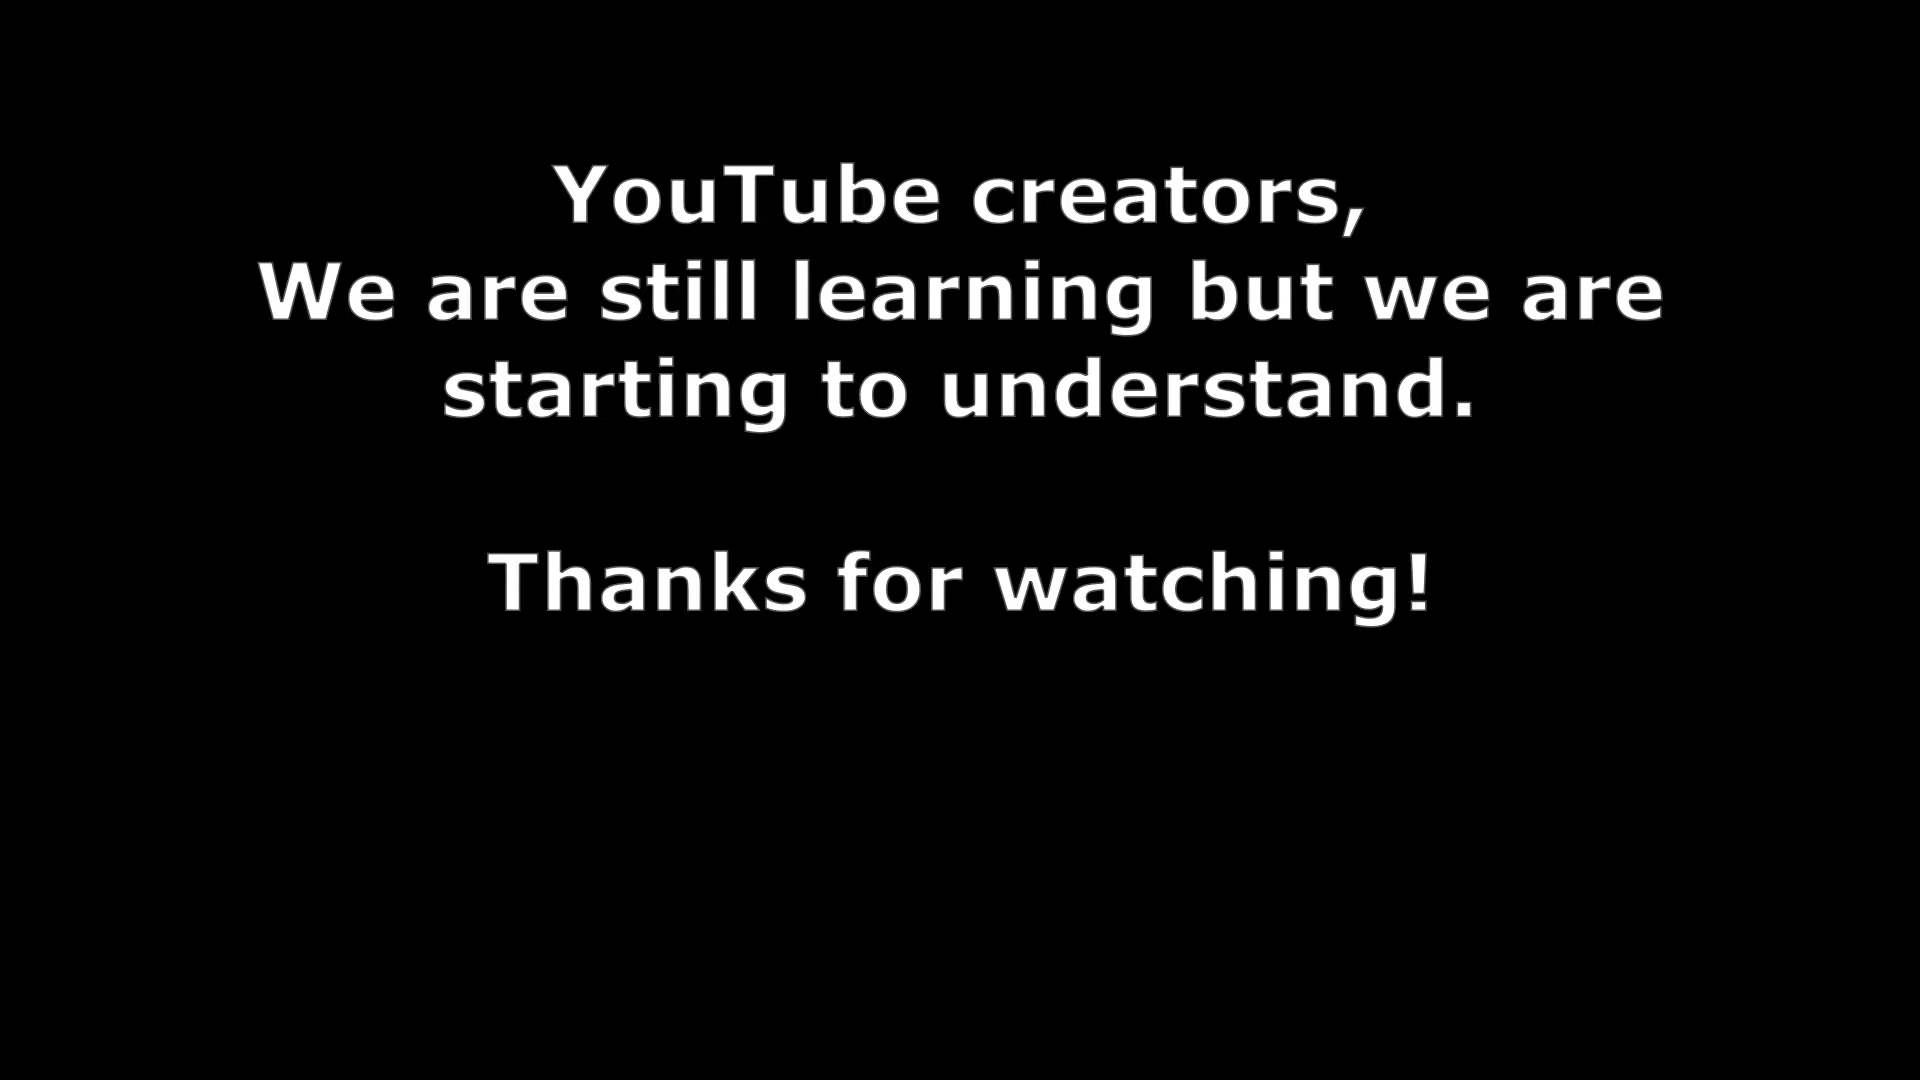 YouTube creators,
We are still learning but we are
starting to understand.
Thanks for watching!